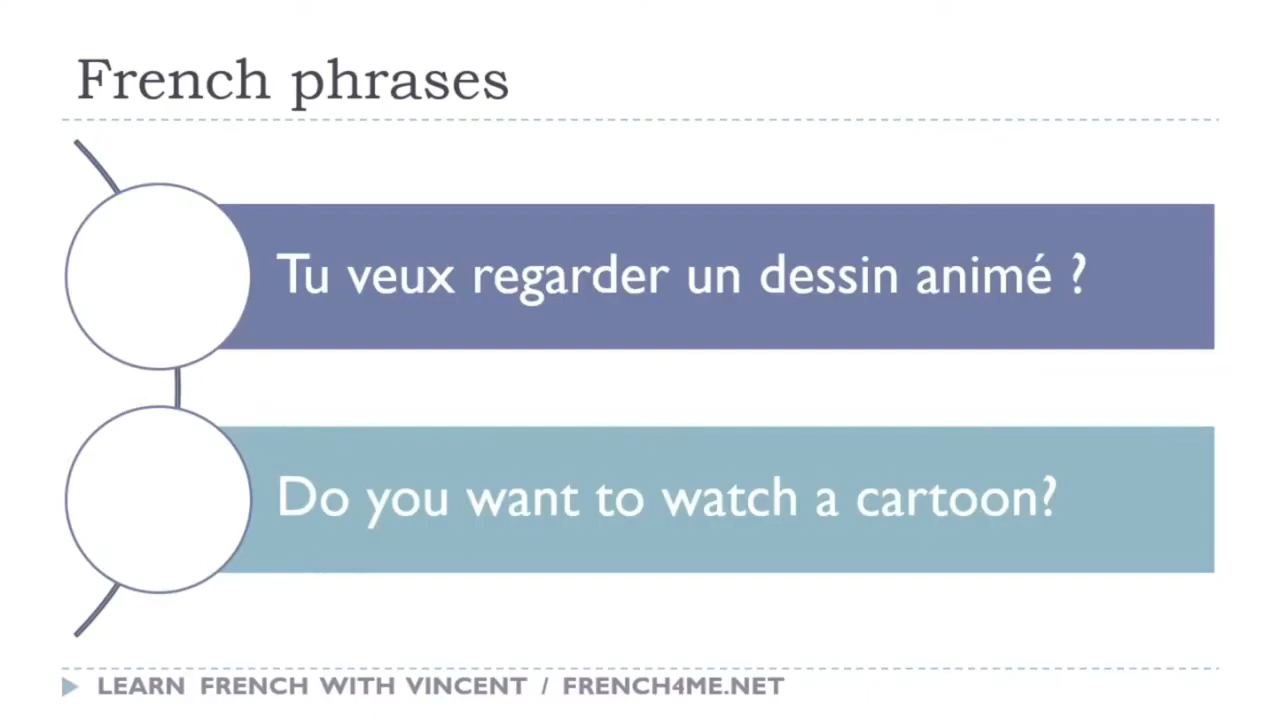 French phrases
Tu veux regarder un dessin animé ?
Do you want to watch a cartoon?
LEARN FRENCH WITH VINCENT / FRENCH4ME.NET